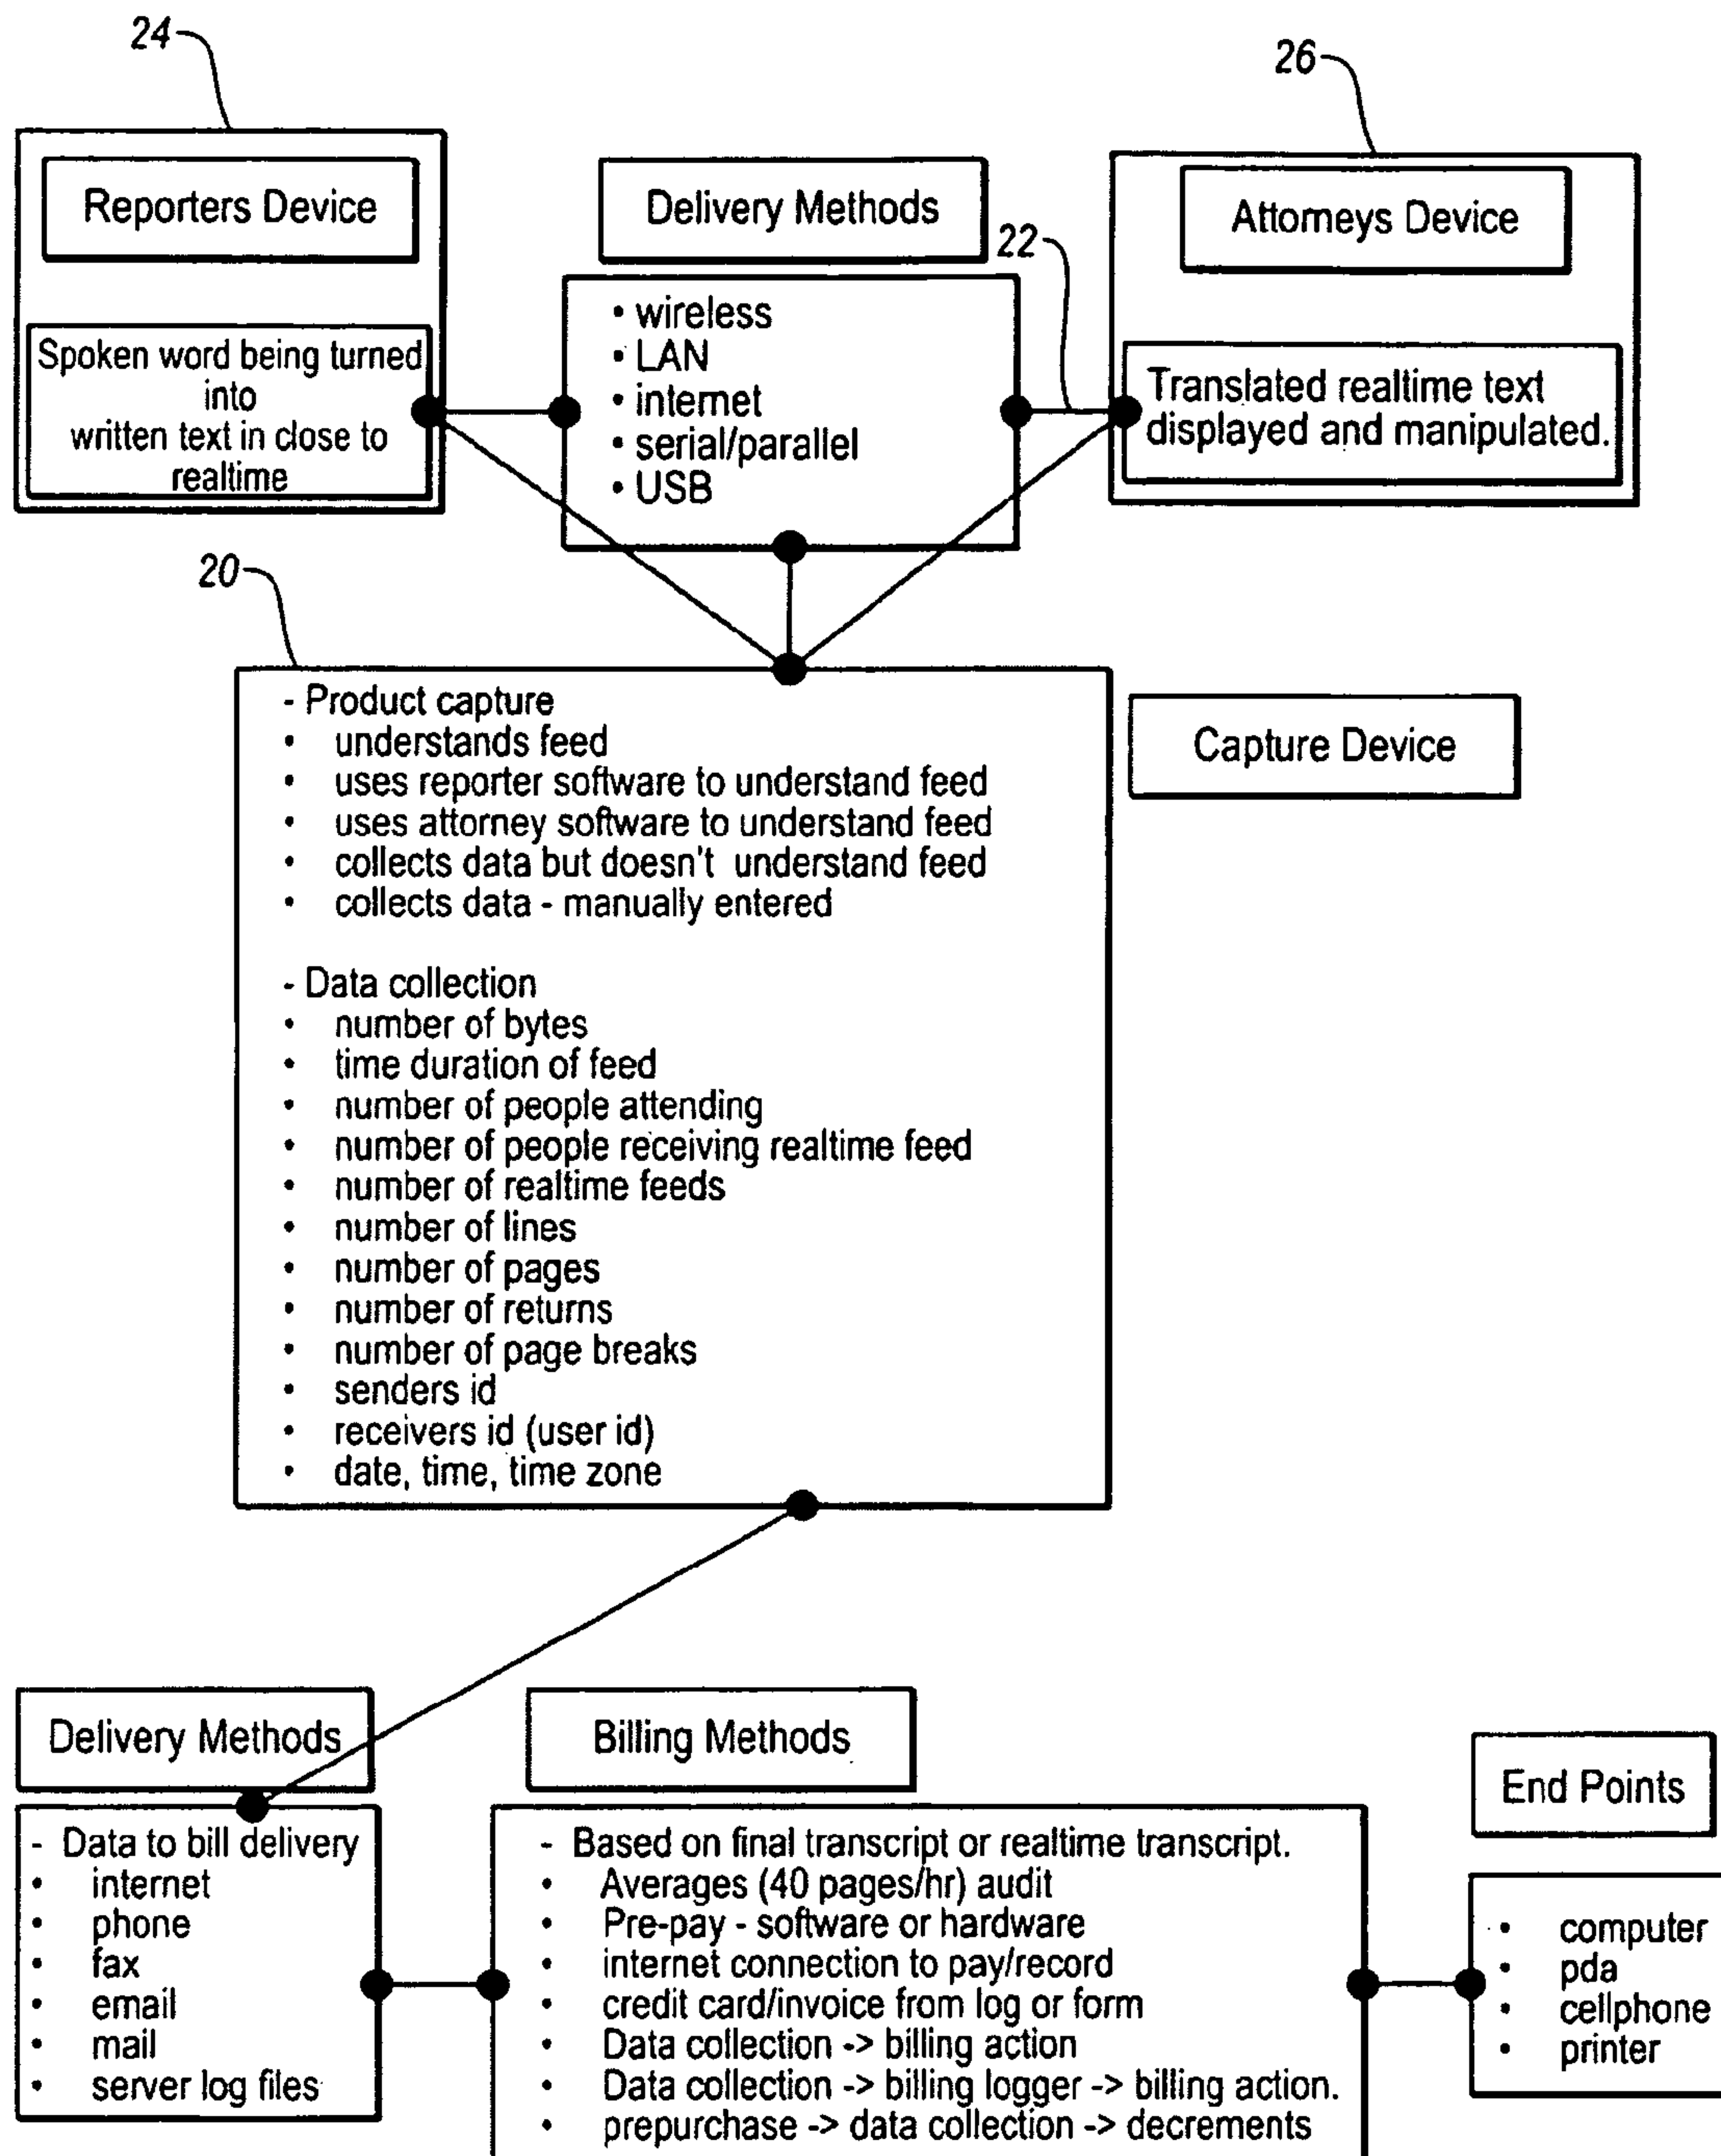 24
26
Reporters Device
Delivery Methods
Attorneys Device
22
Spoken word being turned
into
written text in close to
realtime
• wireless
• LAN
• internet
• serial/parallel
• USB
Translated realtime text
displayed and manipulated.
20
- Product capture
• understands feed
• uses reporter software to understand feed
• uses attorney software to understand feed
• collects data but doesn't understand feed
• collects data - manually entered
Capture Device
- Data collection
• number of bytes
• time duration of feed
• number of people attending
• number of people receiving realtime feed
• number of realtime feeds
• number of lines
• number of pages
• number of returns
• number of page breaks
• senders id
• receivers id (user id)
• date, time, time zone
Delivery Methods
Billing Methods
End Points
- Data to bill delivery
• internet
• phone
• fax
• email
• mail
• server log files
- Based on final transcript or realtime transcript.
• Averages (40 pages/hr) audit
• Pre-pay - software or hardware
• internet connection to pay/record
• credit card/invoice from log or form
• Data collection -> billing action
• Data collection -> billing logger -> billing action.
• prepurchase -> data collection -> decrements
• computer
• pda
• cellphone
• printer